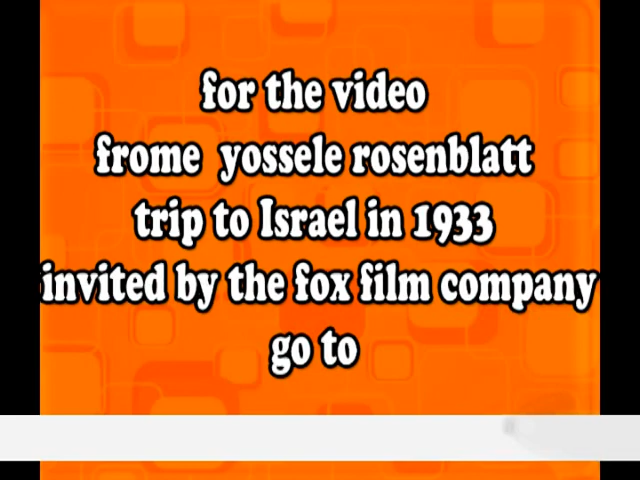 for the video
frome yossele rosenblatt
trip to Israel in 1933
invited by the fox film company
go to